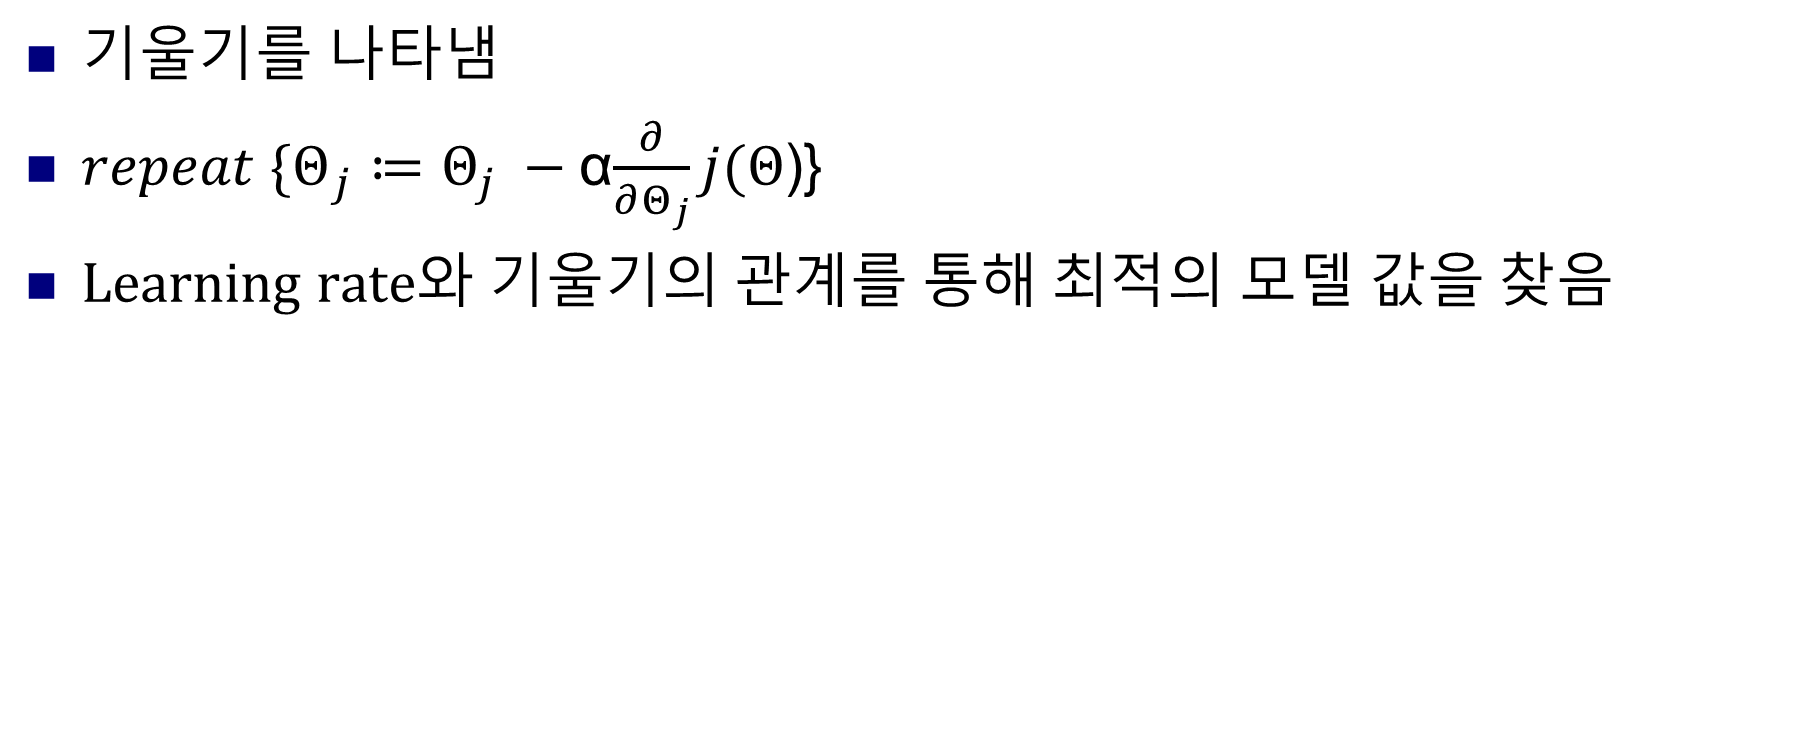 ■ 기울기를 나타냄
■ repeat {Θ_j ≔ Θ_j − α ∂/∂Θ_j j(Θ)}
■ Learning rate와 기울기의 관계를 통해 최적의 모델 값을 찾음